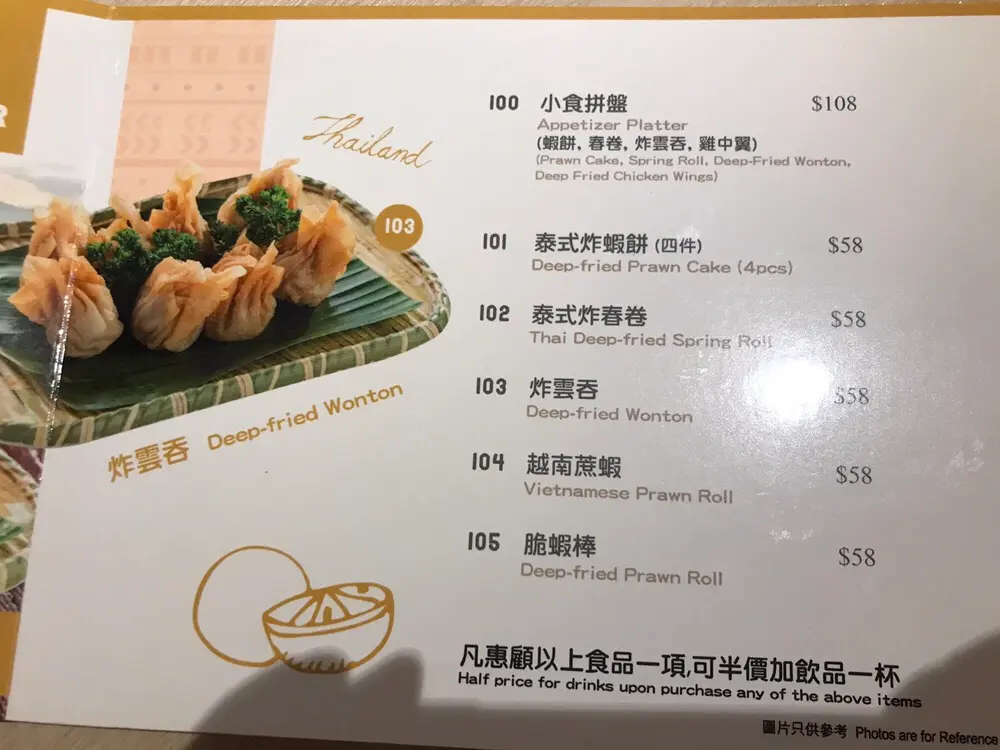 R
Thailand
103
炸雲吞 Deep-fried Wonton
100 小食拼盤 $108
Appetizer Platter
(蝦餅, 春卷, 炸雲吞, 雞中翼)
(Prawn Cake, Spring Roll, Deep-Fried Wonton,
Deep Fried Chicken Wings)
101 泰式炸蝦餅 (四件) $58
Deep-fried Prawn Cake (4pcs)
102 泰式炸春卷 $58
Thai Deep-fried Spring Roll
103 炸雲吞 $58
Deep-fried Wonton
104 越南蔗蝦 $58
Vietnamese Prawn Roll
105 脆蝦棒 $58
Deep-fried Prawn Roll
凡惠顧以上食品一項,可半價加飲品一杯
Half price for drinks upon purchase any of the above items
圖片只供參考 Photos are for Reference